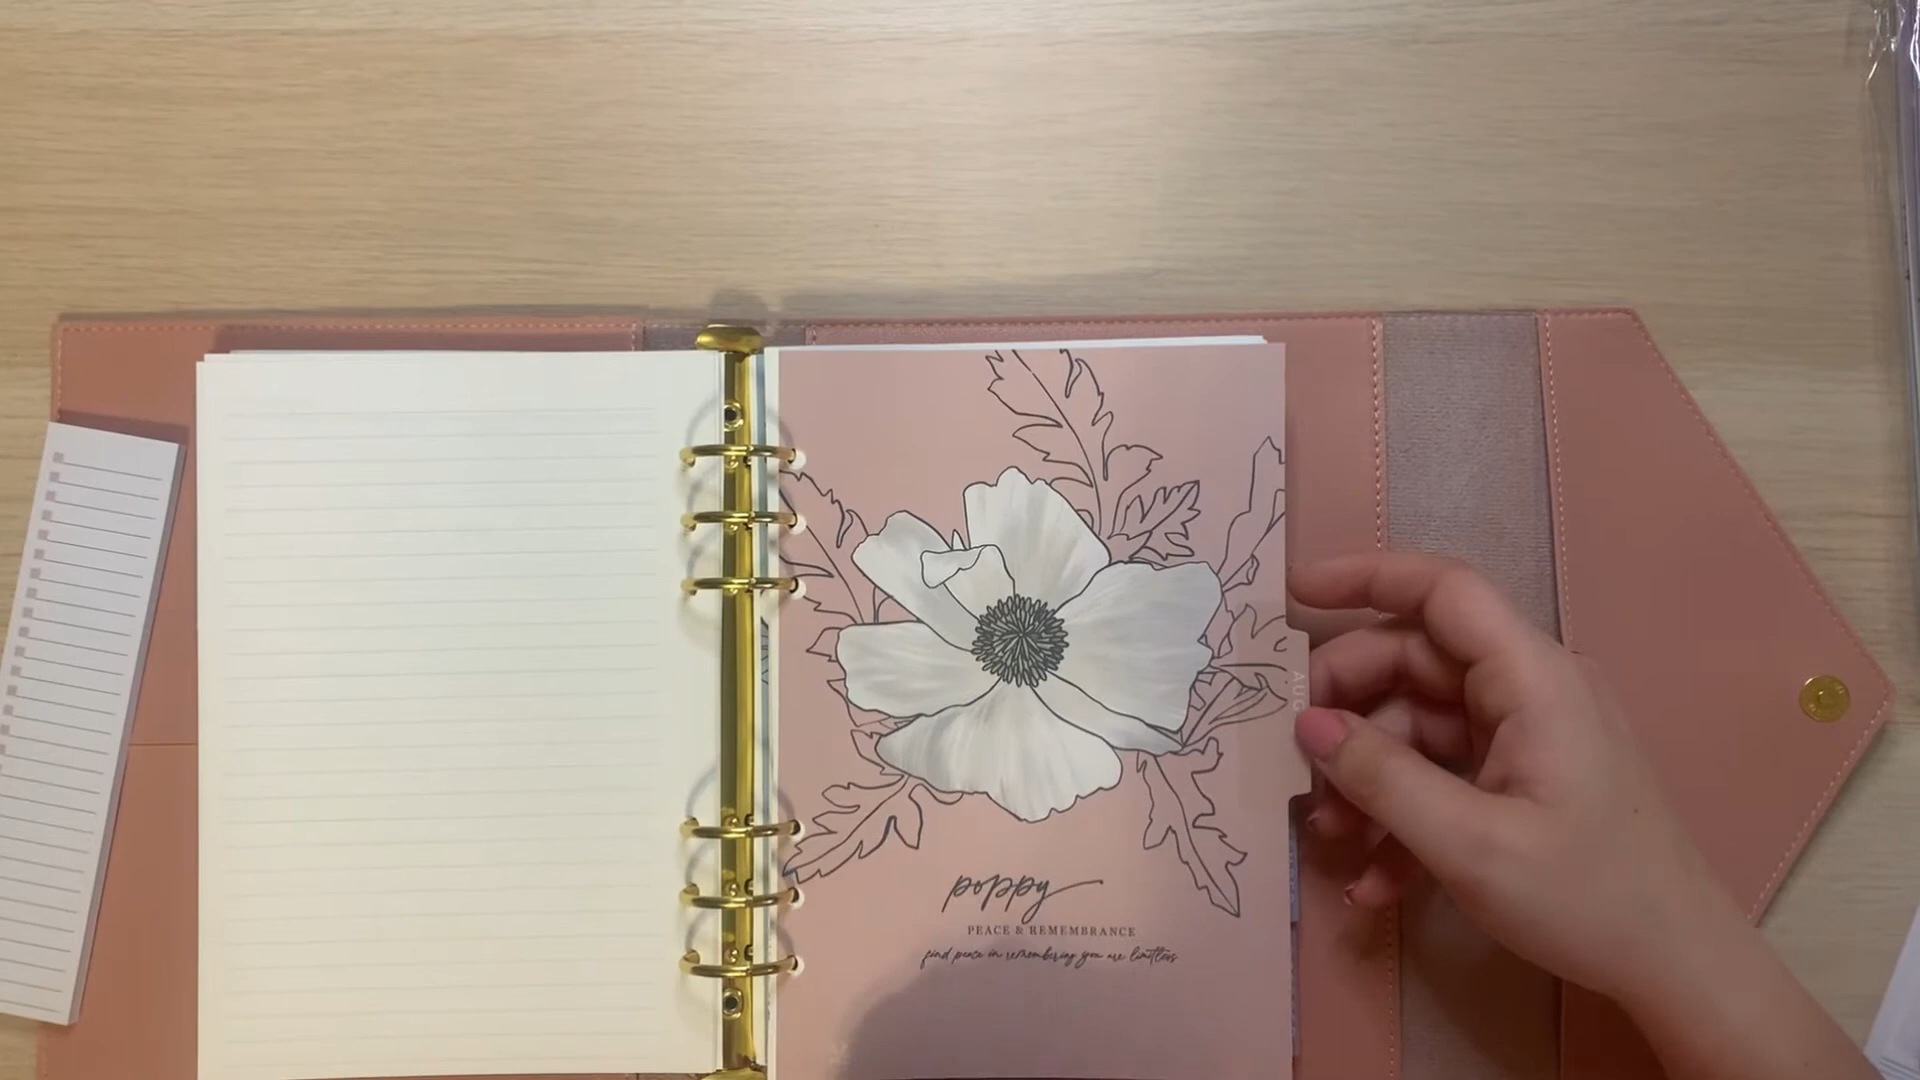 AUG
poppy
PEACE & REMEMBRANCE
find peace in remembering you are limitless